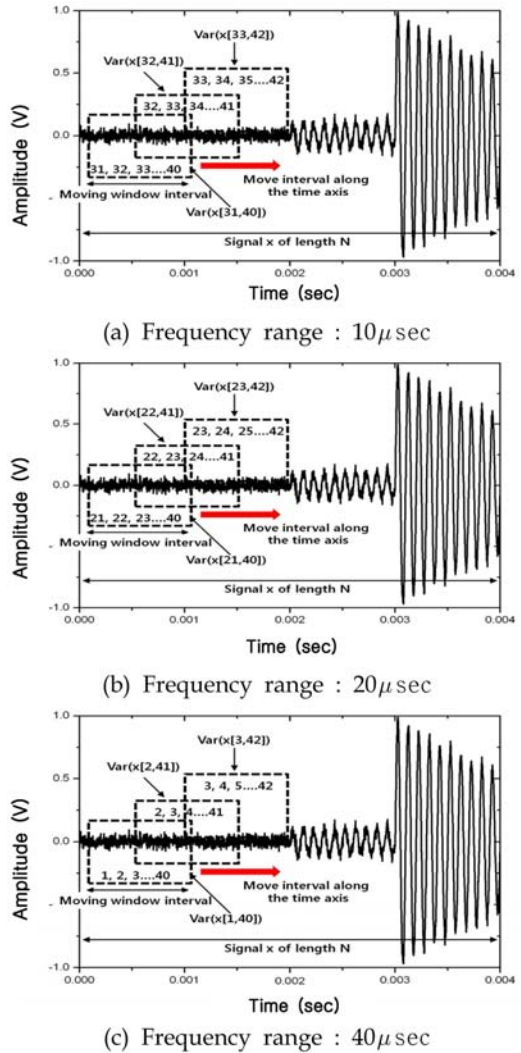 1.0
Var(x[33,42])
Var(x[32,41])
0.5
33, 34, 35....42
32, 33, 34....41
0.0
31, 32, 33....40
Move interval along
the time axis
Moving window interval
Var(x[31,40])
Signal x of length N
-1.0
0.000 0.001 0.002 0.003 0.004
Amplitude (V)
Time (sec)
(a) Frequency range : 10μsec
1.0
Var(x[23,42])
Var(x[22,41])
0.5
23, 24, 25....42
22, 23, 24....41
0.0
21, 22, 23....40
Move interval along
the time axis
Moving window interval
Var(x[21,40])
Signal x of length N
-1.0
0.000 0.001 0.002 0.003 0.004
Amplitude (V)
Time (sec)
(b) Frequency range : 20μsec
1.0
Var(x[3,42])
Var(x[2,41])
0.5
3, 4, 5....42
2, 3, 4....41
0.0
1, 2, 3....40
Move interval along
the time axis
Moving window interval
Var(x[1,40])
Signal x of length N
-1.0
0.000 0.001 0.002 0.003 0.004
Amplitude (V)
Time (sec)
(c) Frequency range : 40μsec